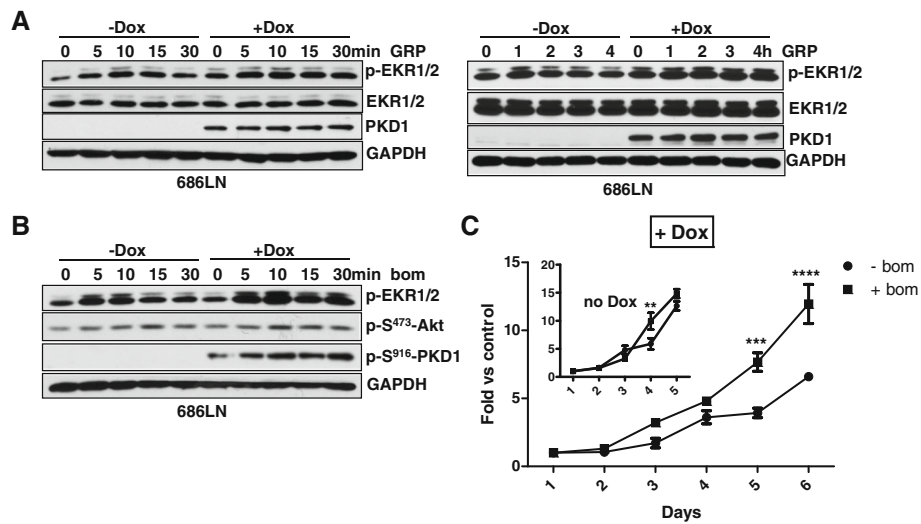 A
-Dox +Dox
0 5 10 15 30 0 5 10 15 30min GRP
p-EKR1/2
EKR1/2
PKD1
GAPDH
686LN
-Dox +Dox
0 1 2 3 4 0 1 2 3 4h GRP
p-EKR1/2
EKR1/2
PKD1
GAPDH
686LN
B
-Dox +Dox
0 5 10 15 30 0 5 10 15 30min bom
p-EKR1/2
p-S⁴⁷³-Akt
p-S⁹¹⁶-PKD1
GAPDH
686LN
C
+ Dox
- bom
+ bom
Fold vs control
15
10
5
0
1 2 3 4 5 6
Days
***
****
no Dox
**
20
15
10
5
0
1 2 3 4 5